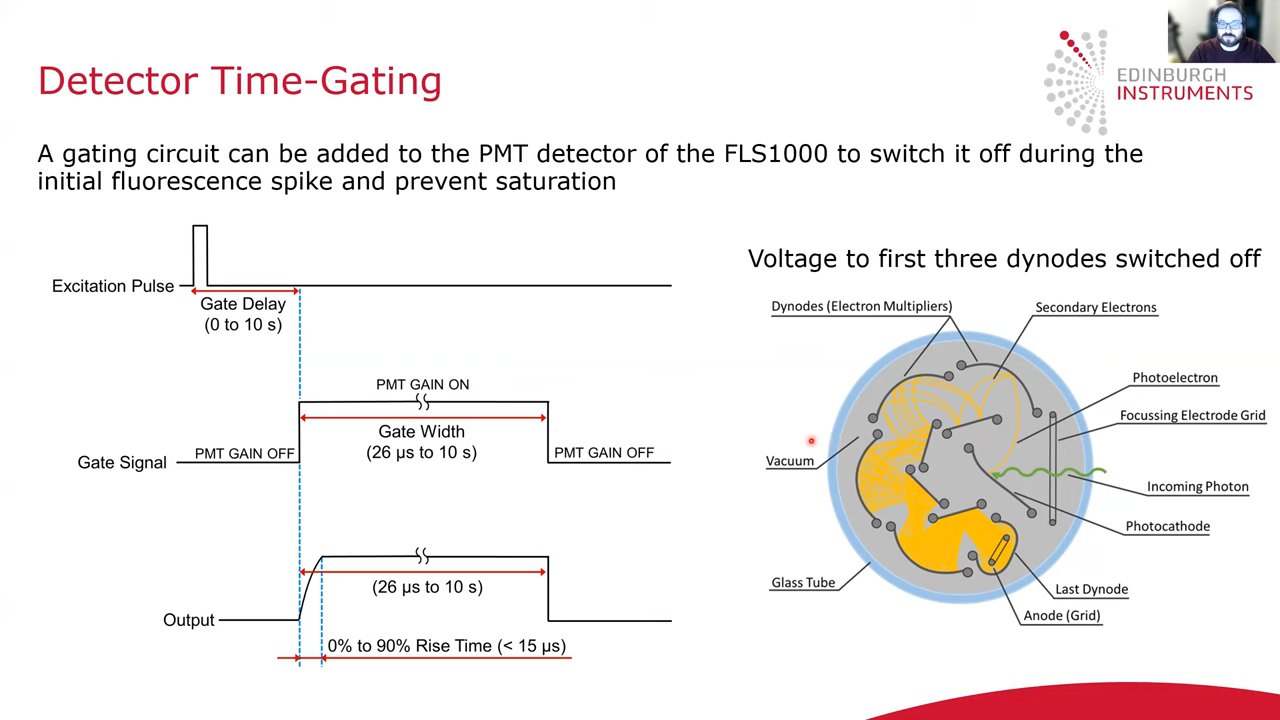 EDINBURGH
INSTRUMENTS
Detector Time-Gating
A gating circuit can be added to the PMT detector of the FLS1000 to switch it off during the
initial fluorescence spike and prevent saturation
Excitation Pulse
Gate Delay
(0 to 10 s)
PMT GAIN ON
Gate Width
(26 µs to 10 s)
Gate Signal
PMT GAIN OFF
PMT GAIN OFF
(26 µs to 10 s)
Output
0% to 90% Rise Time (< 15 µs)
Voltage to first three dynodes switched off
Dynodes (Electron Multipliers)
Secondary Electrons
Photoelectron
Focussing Electrode Grid
Vacuum
Incoming Photon
Photocathode
Glass Tube
Last Dynode
Anode (Grid)